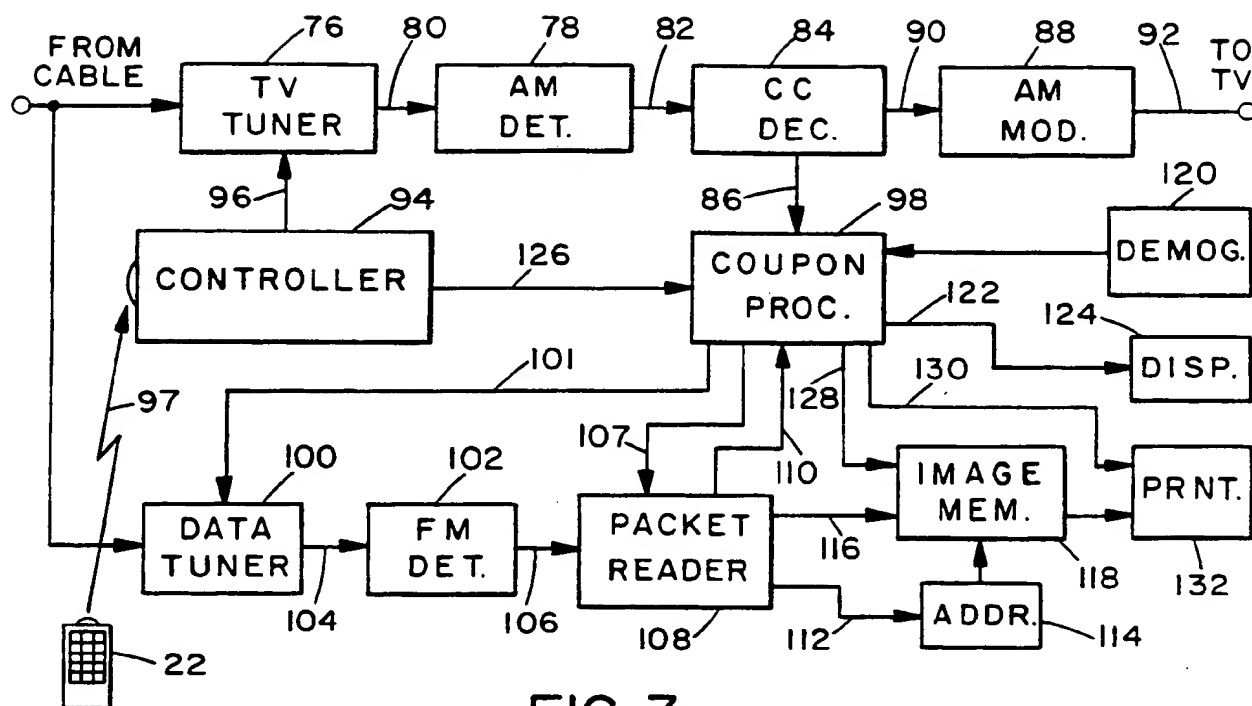 FROM CABLE
76
80
78
82
84
90
88
92
TO TV
TV TUNER
AM DET.
CC DEC.
AM MOD.
96
94
86
98
120
CONTROLLER
126
COUPON PROC.
DEMOG.
122
124
DISP.
101
128
130
97
107
110
100
102
DATA TUNER
FM DET.
PACKET READER
IMAGE MEM.
PRNT.
116
118
132
104
106
108
112
ADDR.
114
22